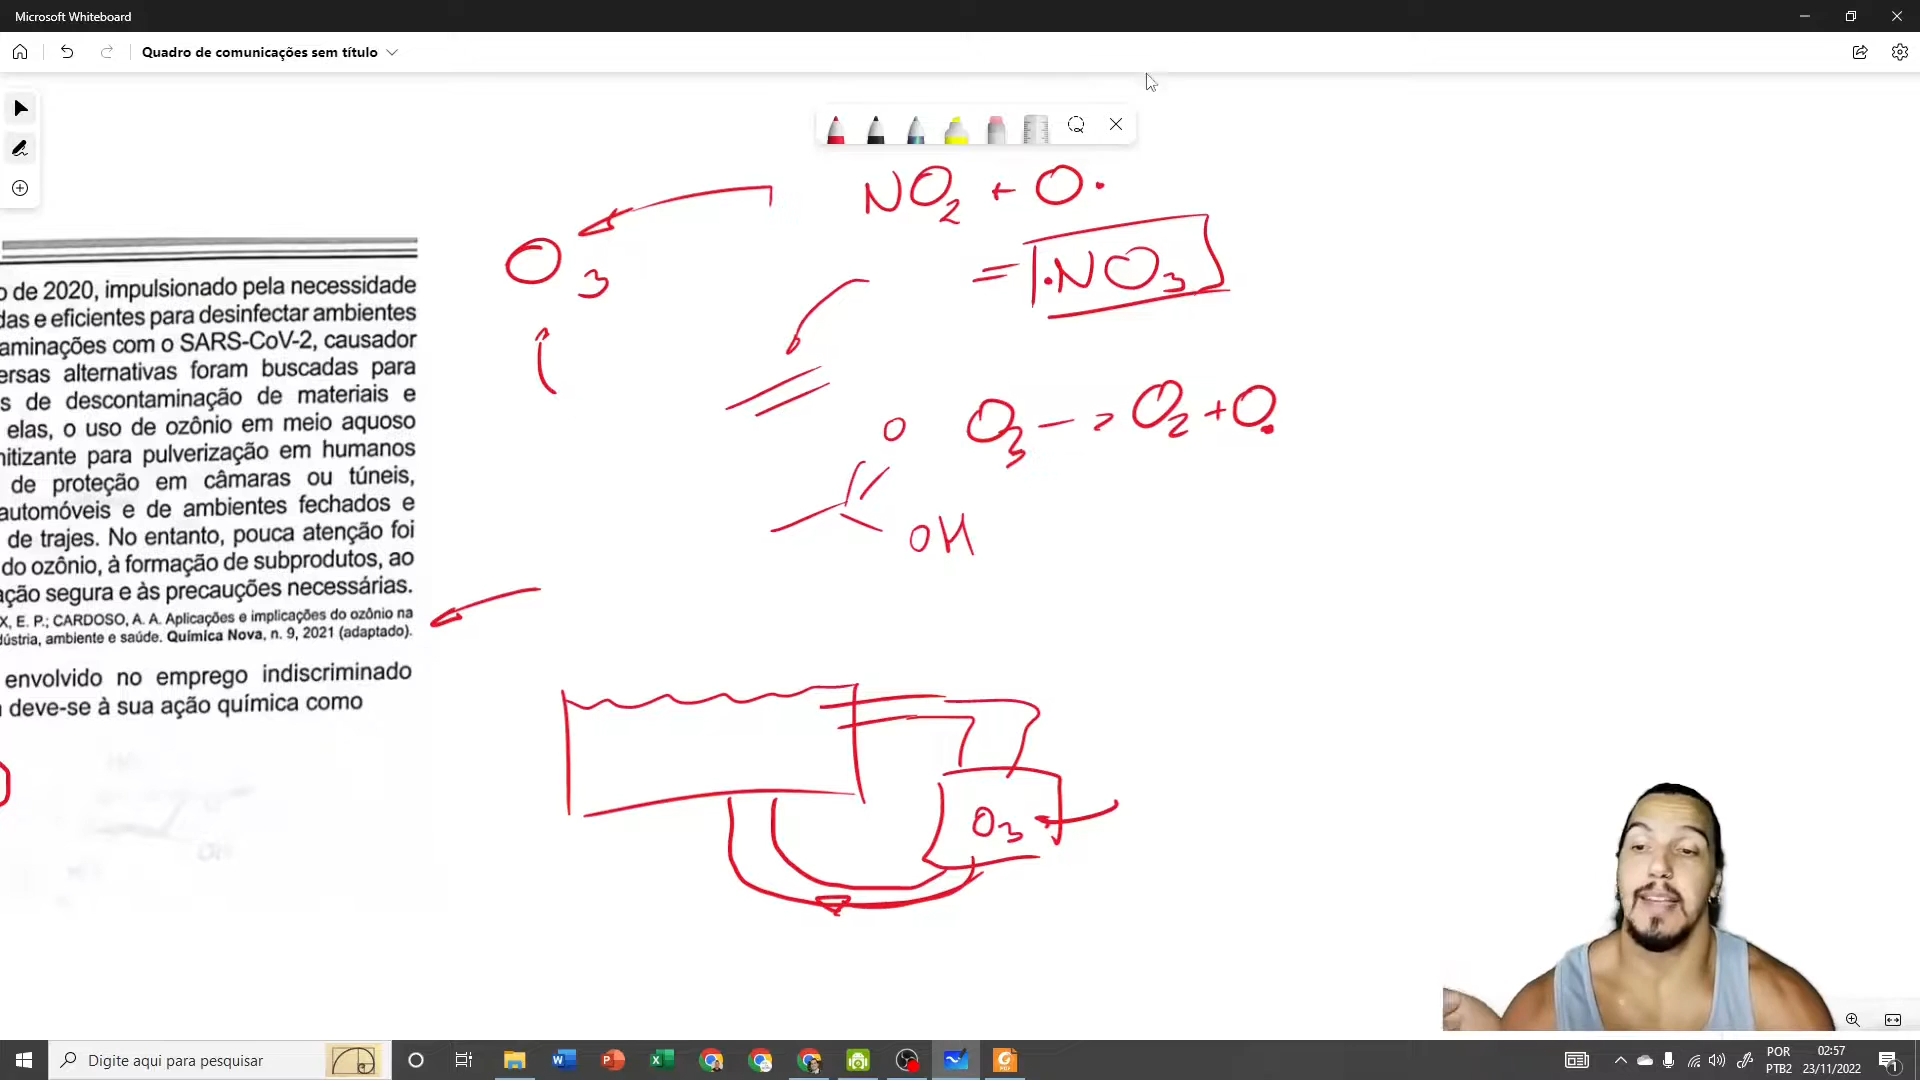 Microsoft Whiteboard
Quadro de comunicações sem título
NO2 + O·
O3
= ·NO3
o de 2020, impulsionado pela necessidade
das e eficientes para desinfectar ambientes
aminações com o SARS-CoV-2, causador
ersas alternativas foram buscadas para
s de descontaminação de materiais e
elas, o uso de ozônio em meio aquoso
nitizante para pulverização em humanos
de proteção em câmaras ou túneis,
automóveis e de ambientes fechados e
de trajes. No entanto, pouca atenção foi
do ozônio, à formação de subprodutos, ao
ação segura e às precauções necessárias.
X, E. P.; CARDOSO, A. A. Aplicações e implicações do ozônio na
dústria, ambiente e saúde. Química Nova, n. 9, 2021 (adaptado).
envolvido no emprego indiscriminado
deve-se à sua ação química como
O3 -> O2 + O·
O
OH
O3
Digite aqui para pesquisar
POR
PTB2
02:57
23/11/2022